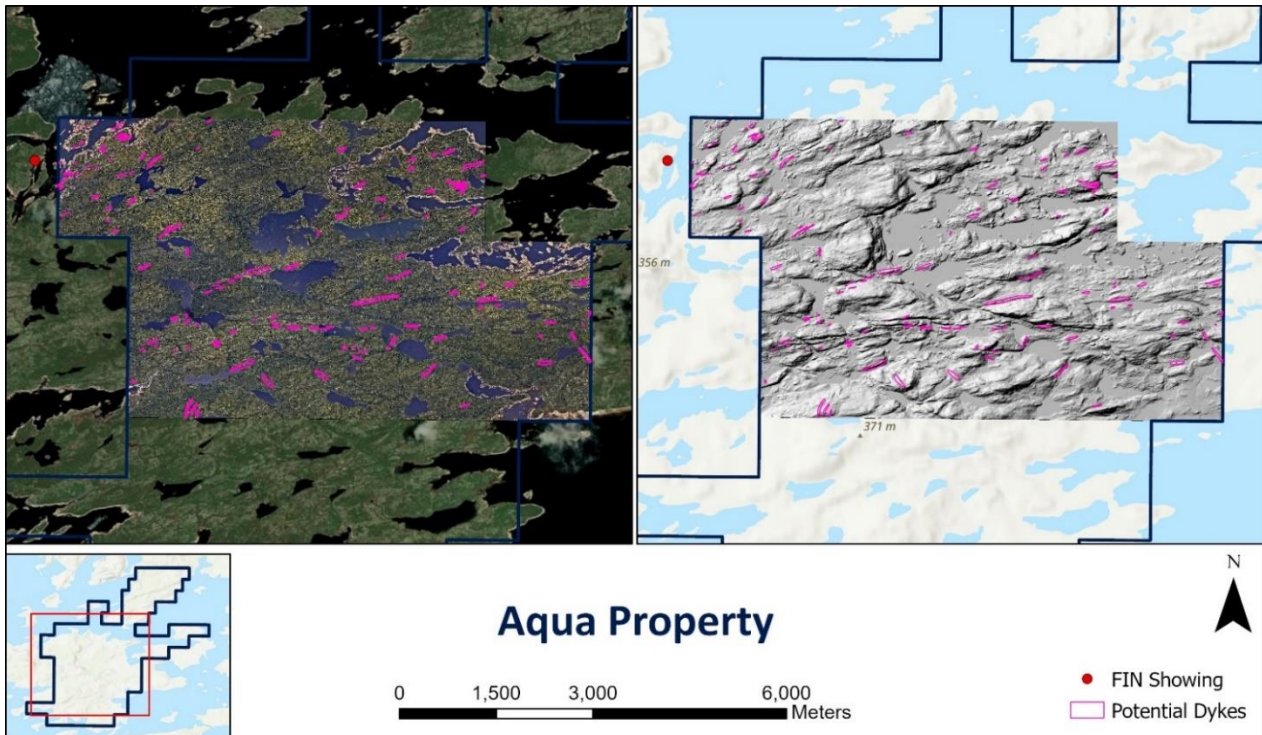 356 m
371 m
Aqua Property
N
0 1,500 3,000 6,000
Meters
FIN Showing
Potential Dykes